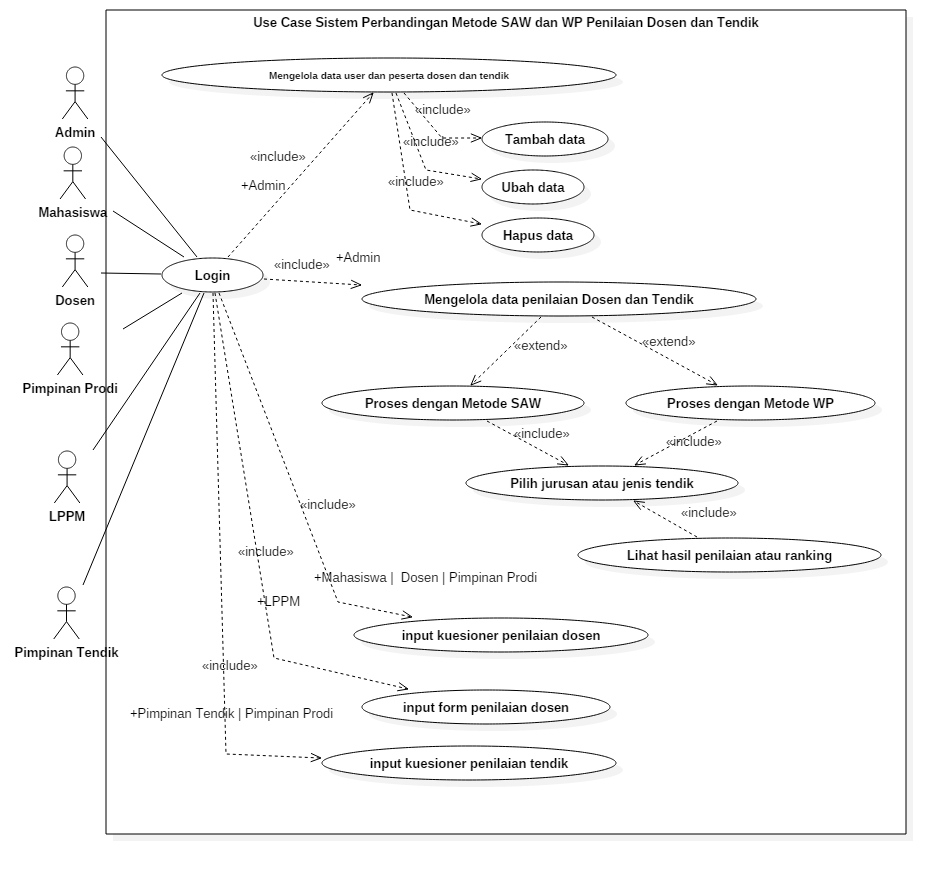 Use Case Sistem Perbandingan Metode SAW dan WP Penilaian Dosen dan Tendik
Mengelola data user dan peserta dosen dan tendik
Admin
«include»
Tambah data
«include»
«include»
+Admin
«include»
Ubah data
Mahasiswa
Hapus data
Dosen
Login
«include»
+Admin
Mengelola data penilaian Dosen dan Tendik
Pimpinan Prodi
«extend»
«extend»
Proses dengan Metode SAW
Proses dengan Metode WP
«include»
«include»
Pilih jurusan atau jenis tendik
LPPM
«include»
«include»
Lihat hasil penilaian atau ranking
«include»
+Mahasiswa | Dosen | Pimpinan Prodi
+LPPM
input kuesioner penilaian dosen
Pimpinan Tendik
«include»
input form penilaian dosen
+Pimpinan Tendik | Pimpinan Prodi
input kuesioner penilaian tendik